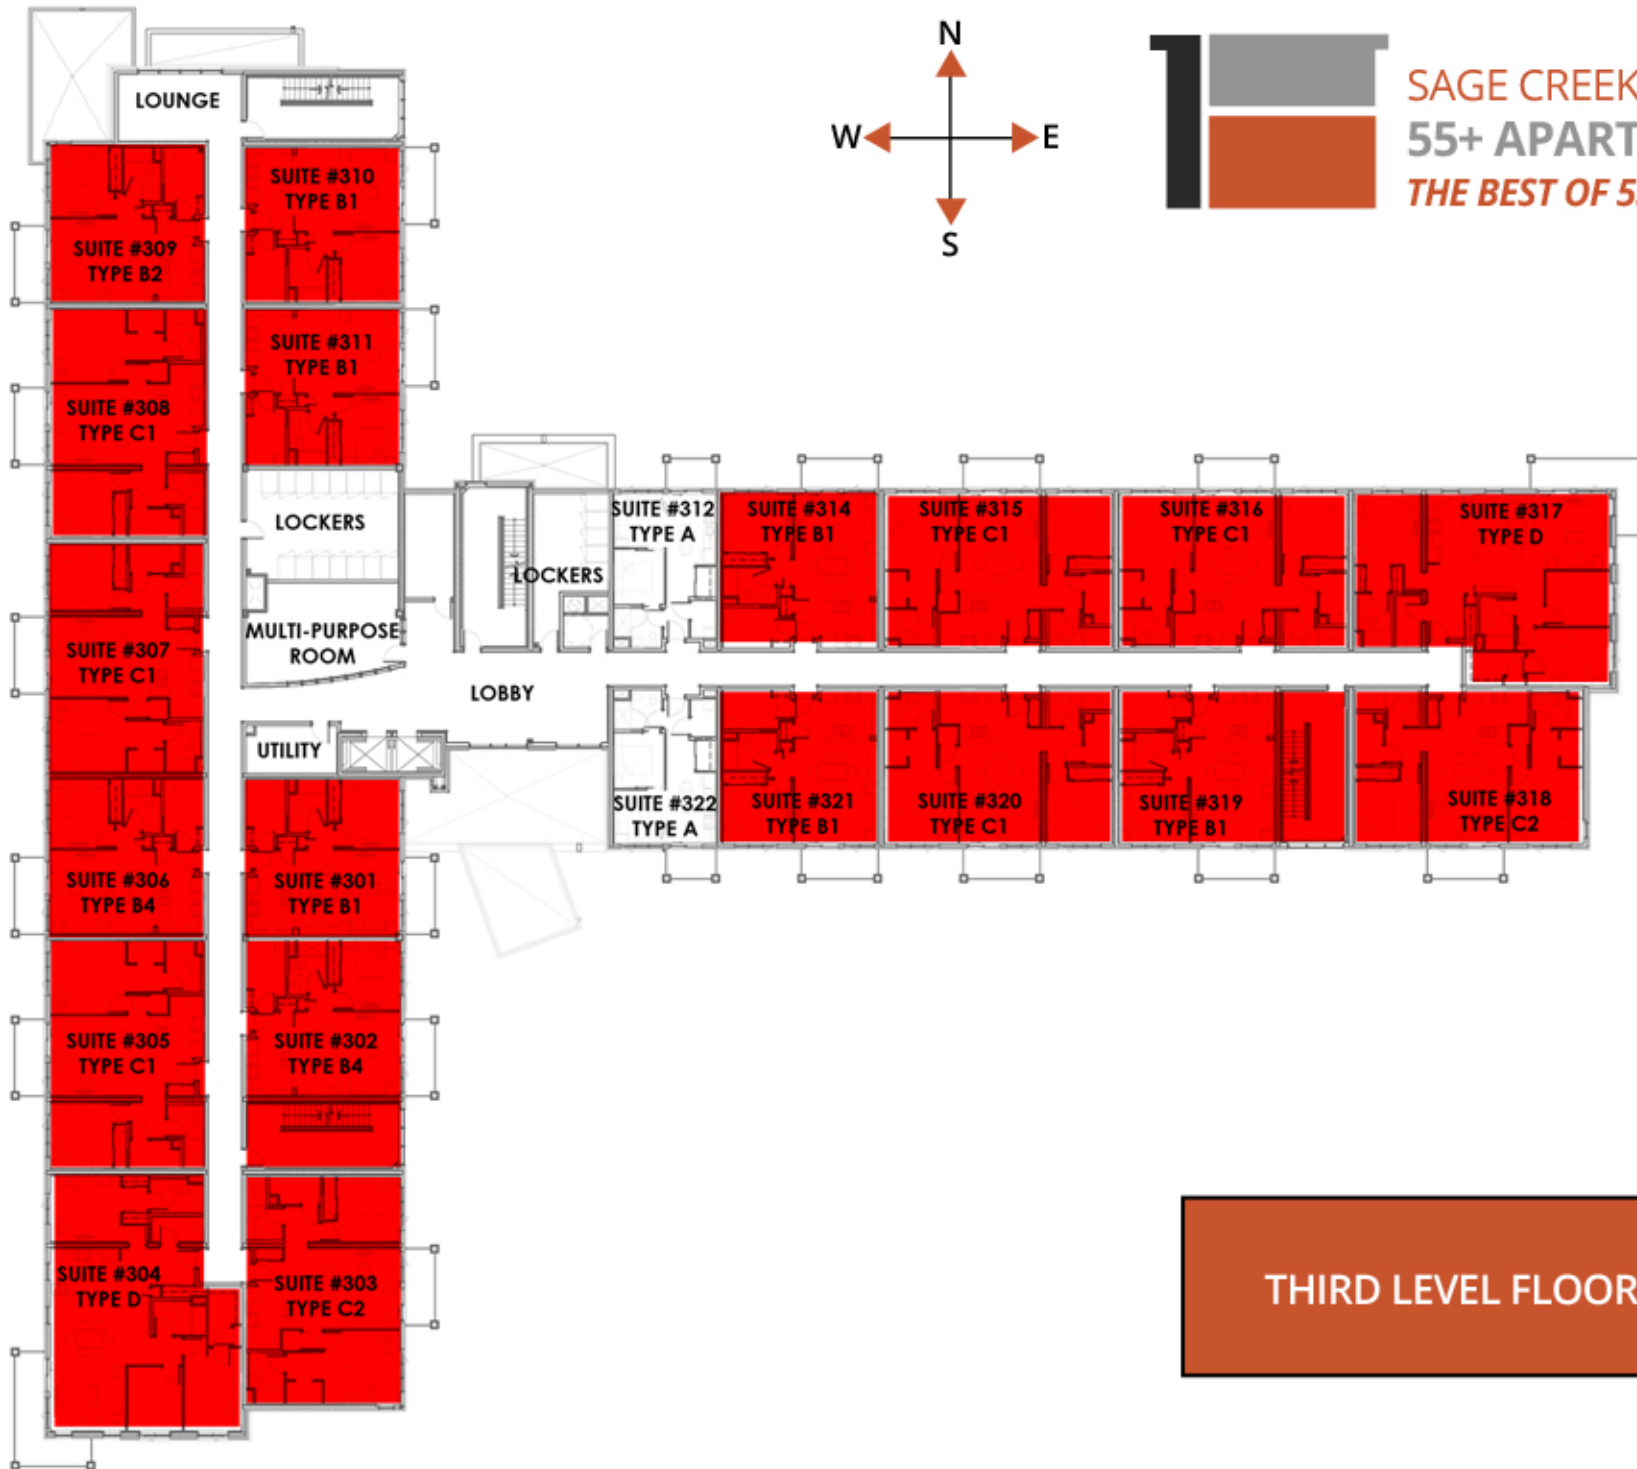 N
W
E
S
SAGE CREEK
55+ APART
THE BEST OF 5
LOUNGE
SUITE #310
TYPE B1
SUITE #309
TYPE B2
SUITE #311
TYPE B1
SUITE #308
TYPE C1
LOCKERS
LOCKERS
SUITE #312
TYPE A
SUITE #314
TYPE B1
SUITE #315
TYPE C1
SUITE #316
TYPE C1
SUITE #317
TYPE D
MULTI-PURPOSE
ROOM
SUITE #307
TYPE C1
LOBBY
UTILITY
SUITE #322
TYPE A
SUITE #321
TYPE B1
SUITE #320
TYPE C1
SUITE #319
TYPE B1
SUITE #318
TYPE C2
SUITE #306
TYPE B4
SUITE #301
TYPE B1
SUITE #305
TYPE C1
SUITE #302
TYPE B4
SUITE #304
TYPE D
SUITE #303
TYPE C2
THIRD LEVEL FLOOR